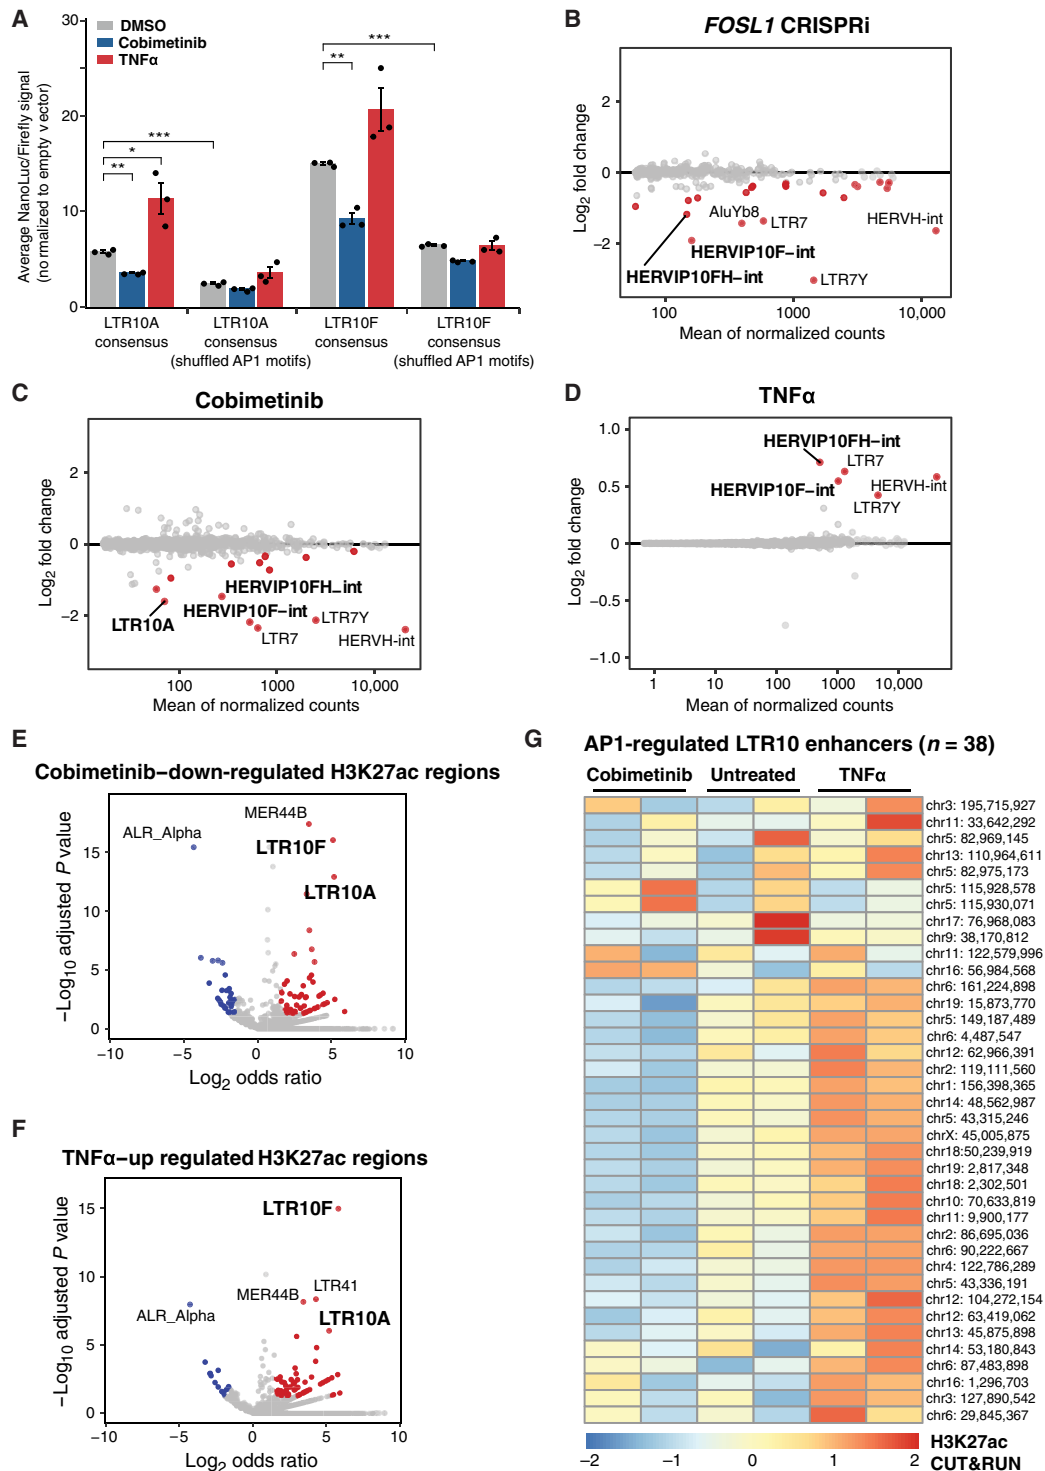 A
DMSO
Cobimetinib
TNFα
Average NanoLuc/Firefly signal
(normalized to empty vector)
30
20
10
0
***
*
**
***
**
LTR10A
consensus
LTR10A
consensus
(shuffled AP1 motifs)
LTR10F
consensus
LTR10F
consensus
(shuffled AP1 motifs)
B
FOSL1 CRISPRi
Log2 fold change
2
0
−2
AluYb8
LTR7
HERVH-int
HERVIP10F−int
HERVIP10FH−int
LTR7Y
100
1000
10,000
Mean of normalized counts
C
Cobimetinib
Log2 fold change
2
0
−2
HERVIP10FH−int
HERVIP10F−int
LTR10A
LTR7Y
LTR7
HERVH-int
100
1000
10,000
Mean of normalized counts
D
TNFα
Log2 fold change
1.0
0.5
0
−0.5
−1.0
HERVIP10FH−int
LTR7
HERVIP10F−int
HERVH-int
LTR7Y
1
10
100
1000
10,000
Mean of normalized counts
E
Cobimetinib−down-regulated H3K27ac regions
−Log10 adjusted P value
15
10
5
0
MER44B
ALR_Alpha
LTR10F
LTR10A
−10
−5
0
5
10
Log2 odds ratio
F
TNFα−up regulated H3K27ac regions
−Log10 adjusted P value
15
10
5
0
LTR10F
MER44B
LTR41
ALR_Alpha
LTR10A
−10
−5
0
5
10
Log2 odds ratio
G
AP1-regulated LTR10 enhancers (n = 38)
Cobimetinib
Untreated
TNFα
chr3: 195,715,927
chr11: 33,642,292
chr5: 82,969,145
chr13: 110,964,611
chr5: 82,975,173
chr5: 115,928,578
chr5: 115,930,071
chr17: 76,968,083
chr9: 38,170,812
chr11: 122,579,996
chr16: 56,984,568
chr6: 161,224,898
chr19: 15,873,770
chr5: 149,187,489
chr6: 4,487,547
chr12: 62,966,391
chr2: 119,111,560
chr1: 156,398,365
chr14: 48,562,987
chr5: 43,315,246
chrX: 45,005,875
chr18:50,239,919
chr19: 2,817,348
chr18: 2,302,501
chr10: 70,633,819
chr11: 9,900,177
chr2: 86,695,036
chr6: 90,222,667
chr4: 122,786,289
chr5: 43,336,191
chr12: 104,272,154
chr12: 63,419,062
chr13: 45,875,898
chr14: 53,180,843
chr6: 87,483,898
chr16: 1,296,703
chr3: 127,890,542
chr6: 29,845,367
−2
−1
0
1
2
H3K27ac
CUT&RUN